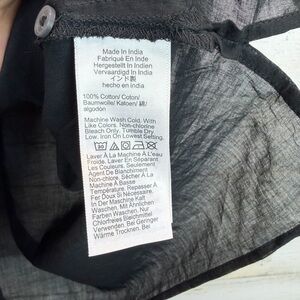 Made In India
Fabriqué En Inde
Hergestellt In Indien
Vervaardigd In India
インド製
hecho en india
100% Cotton/ Coton/
Baumwolle/ Katoen/ 綿/
algodón
Machine Wash Cold. With
Like Colors. Non-chlorine
Bleach Only. Tumble Dry
Low. Iron On Lowest Setting.
Laver À La Machine À L'eau
Froide. Laver En Séparant
Les Couleurs. Seulement
Agent De Blanchiment
Non-chlorine. Sécher À La
Machine À Basse
Température. Repasser À
Fer Doux Si Nécessaire.
In Der Maschine Kalt
Waschen. Mit Ähnlichen
Farben Waschen. Nur
Chlorfreies Bleichmittel
Verwenden. Bei Geringer
Wärme Trocknen. Bei